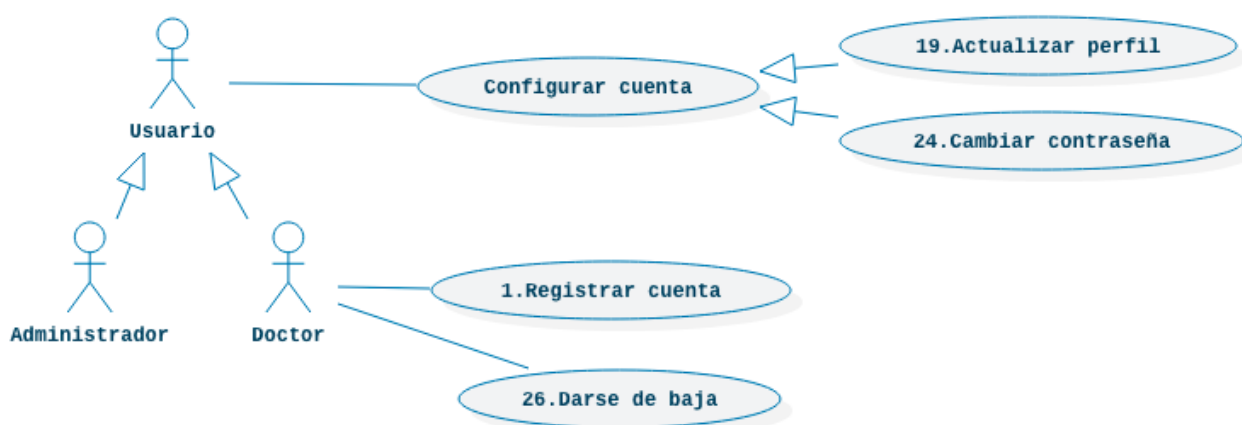 19.Actualizar perfil
Configurar cuenta
Usuario
24.Cambiar contraseña
1.Registrar cuenta
Administrador
Doctor
26.Darse de baja